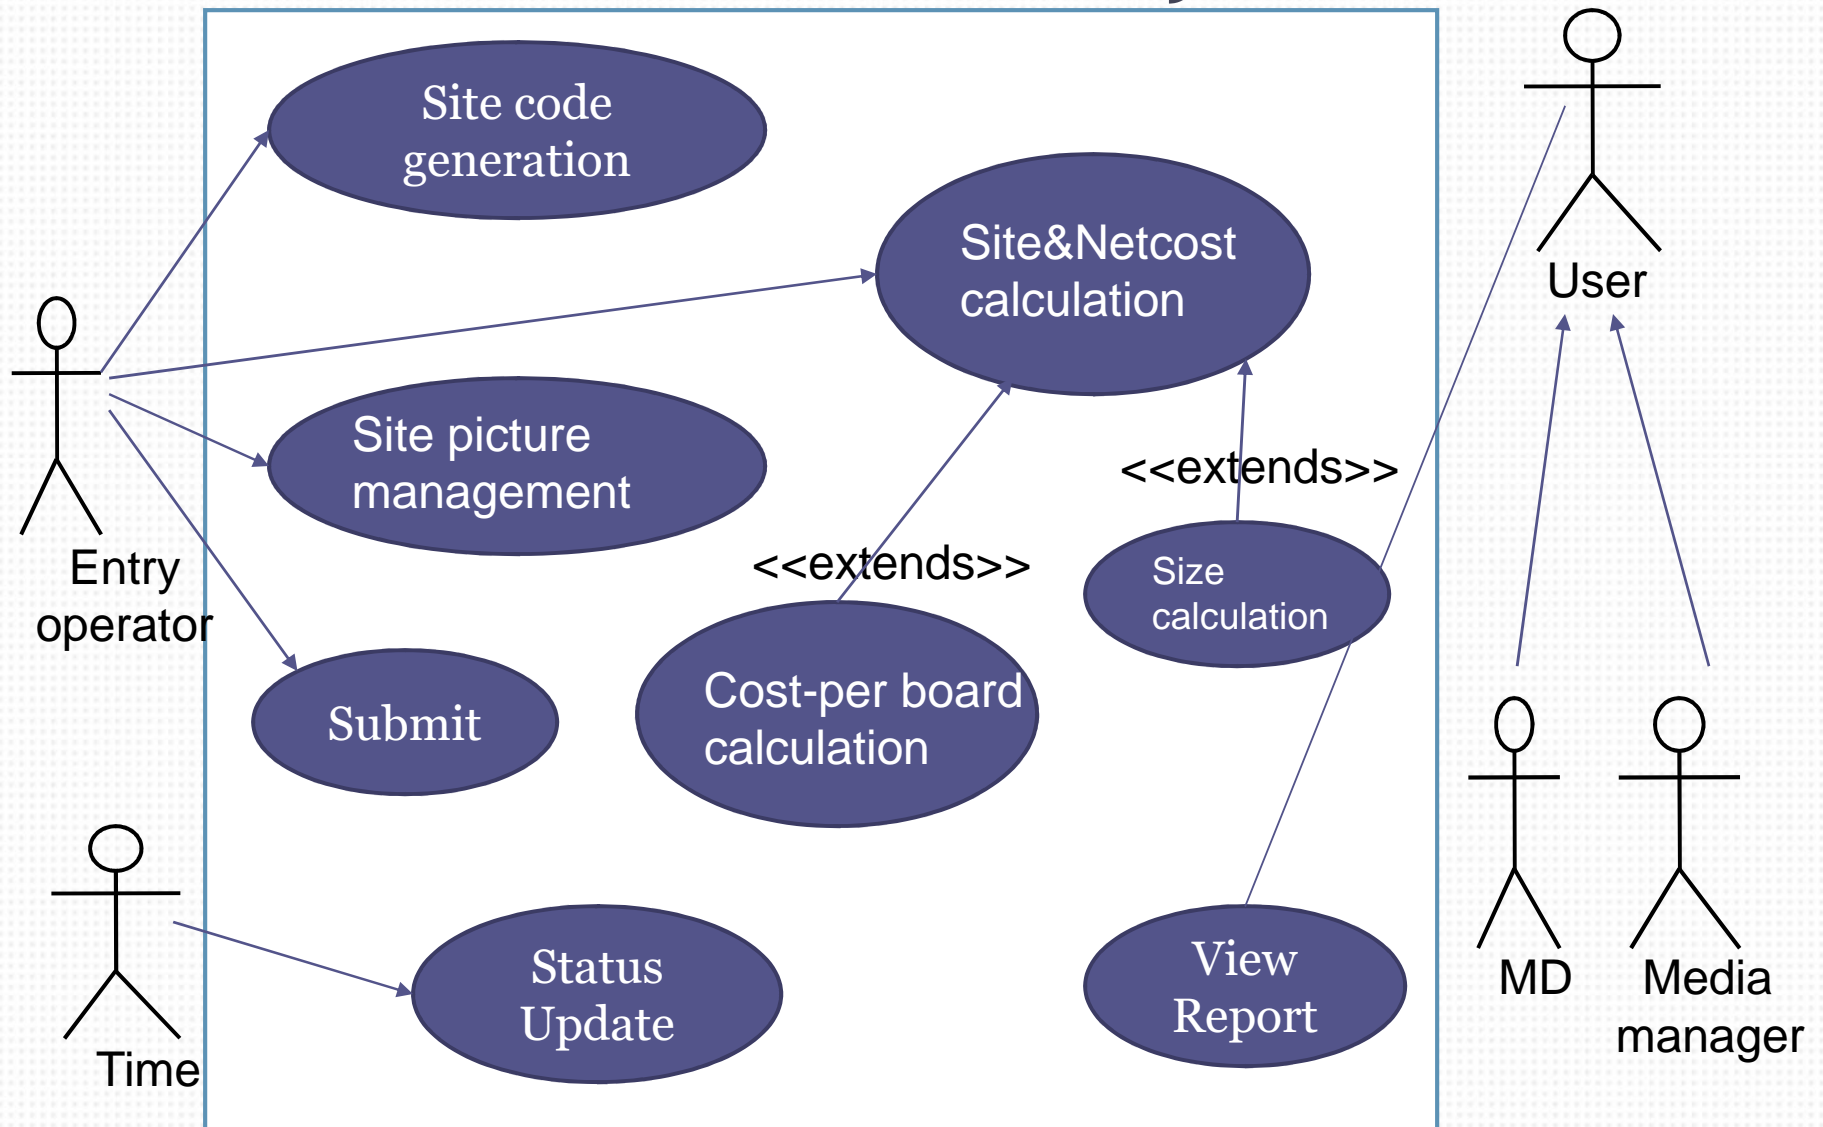 Site code
generation
Site&Netcost
calculation
User
Site picture
management
<<extends>>
<<extends>>
Entry
operator
Size
calculation
Submit
Cost-per board
calculation
Status
Update
View
Report
MD
Media
manager
Time